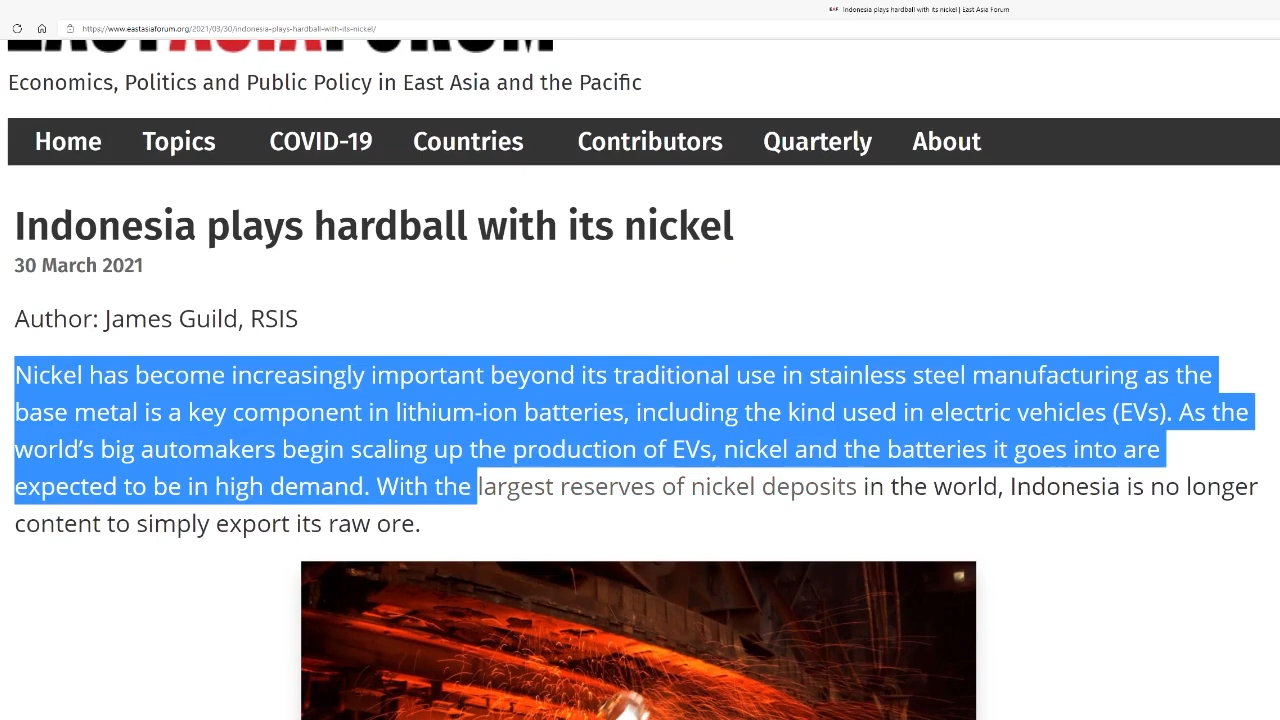 Indonesia plays hardball with its nickel | East Asia Forum
https://www.eastasiaforum.org/2021/03/30/indonesia-plays-hardball-with-its-nickel/
EASTASIAFORUM
Economics, Politics and Public Policy in East Asia and the Pacific
Home Topics COVID-19 Countries Contributors Quarterly About
Indonesia plays hardball with its nickel
30 March 2021
Author: James Guild, RSIS
Nickel has become increasingly important beyond its traditional use in stainless steel manufacturing as the
base metal is a key component in lithium-ion batteries, including the kind used in electric vehicles (EVs). As the
world’s big automakers begin scaling up the production of EVs, nickel and the batteries it goes into are
expected to be in high demand. With the largest reserves of nickel deposits in the world, Indonesia is no longer
content to simply export its raw ore.